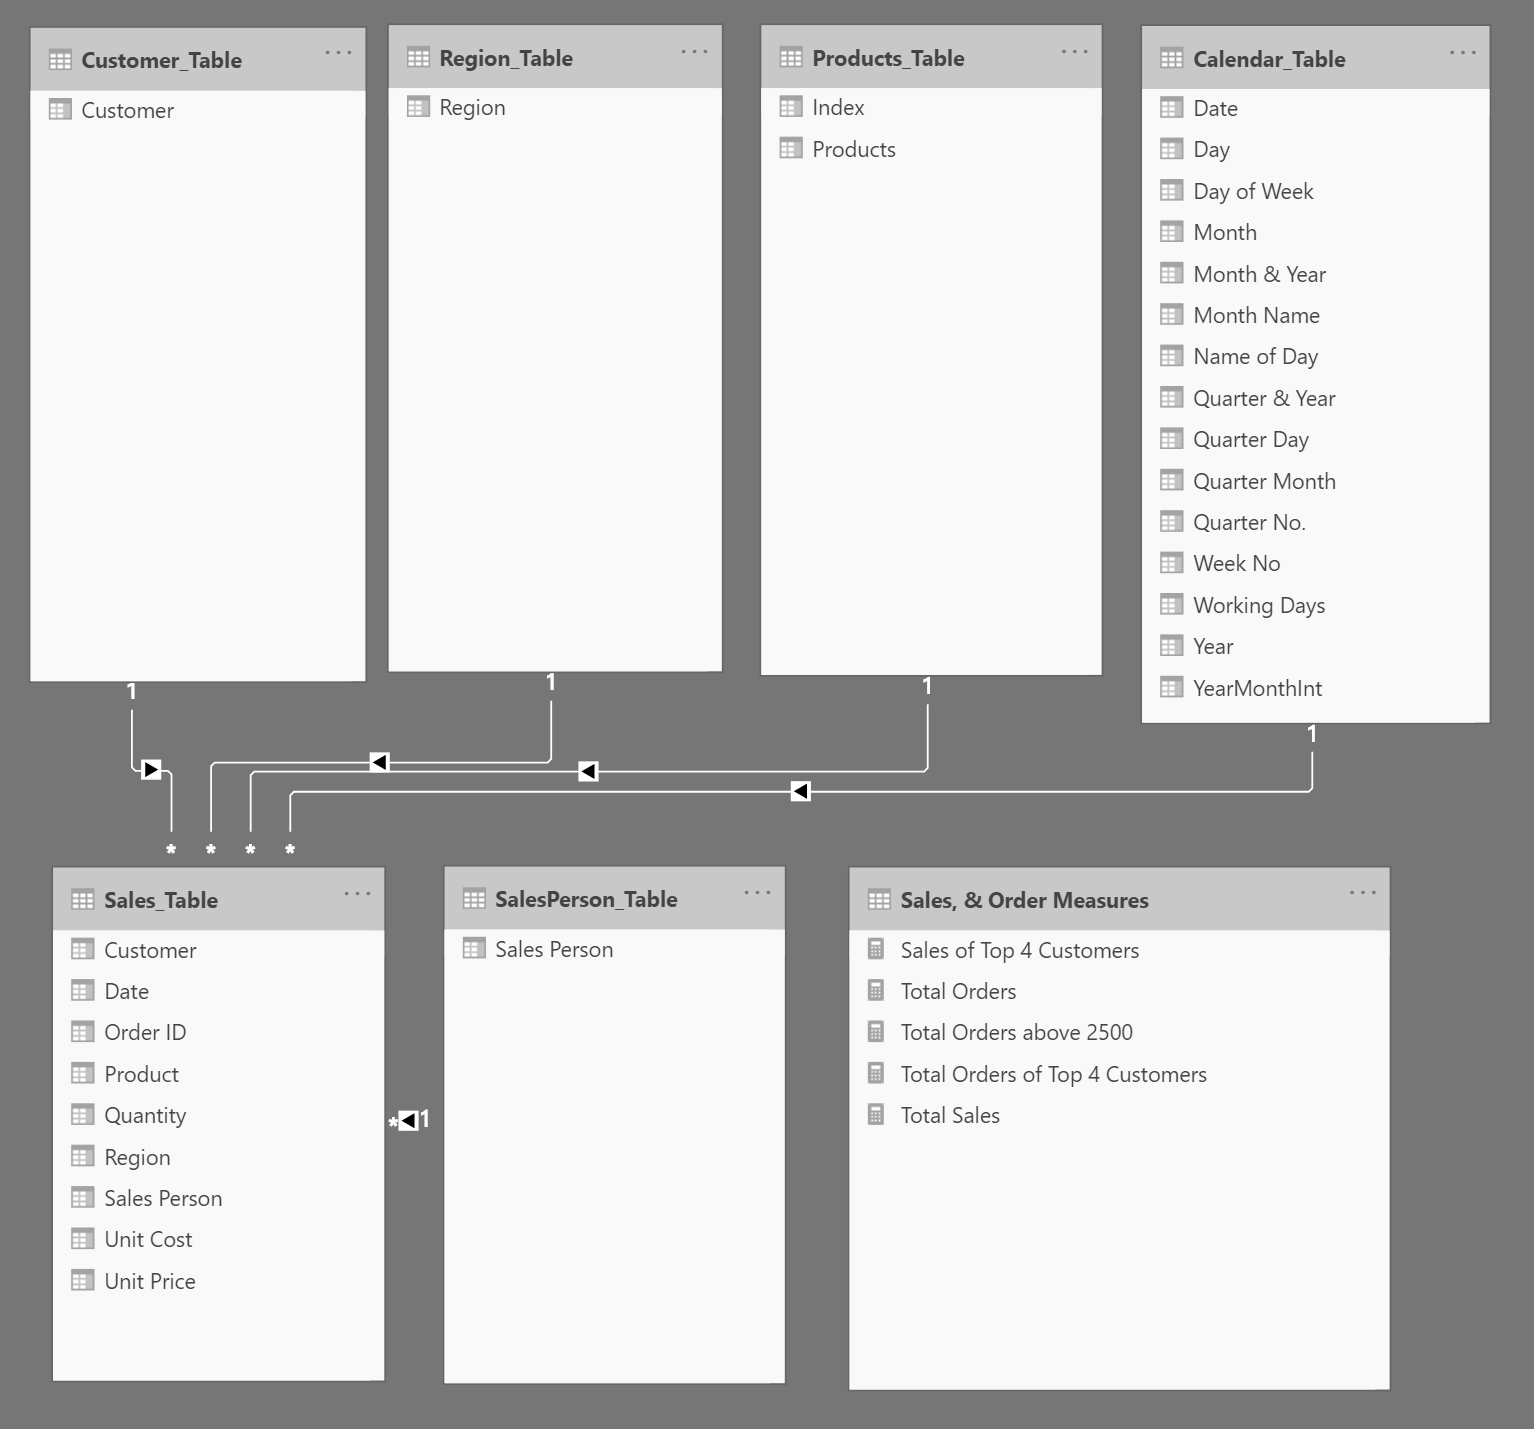 Customer_Table
Customer
Region_Table
Region
Products_Table
Index
Products
Calendar_Table
Date
Day
Day of Week
Month
Month & Year
Month Name
Name of Day
Quarter & Year
Quarter Day
Quarter Month
Quarter No.
Week No
Working Days
Year
YearMonthInt
1
1
1
1
*
*
*
*
Sales_Table
Customer
Date
Order ID
Product
Quantity
Region
Sales Person
Unit Cost
Unit Price
* 1
SalesPerson_Table
Sales Person
Sales, & Order Measures
Sales of Top 4 Customers
Total Orders
Total Orders above 2500
Total Orders of Top 4 Customers
Total Sales